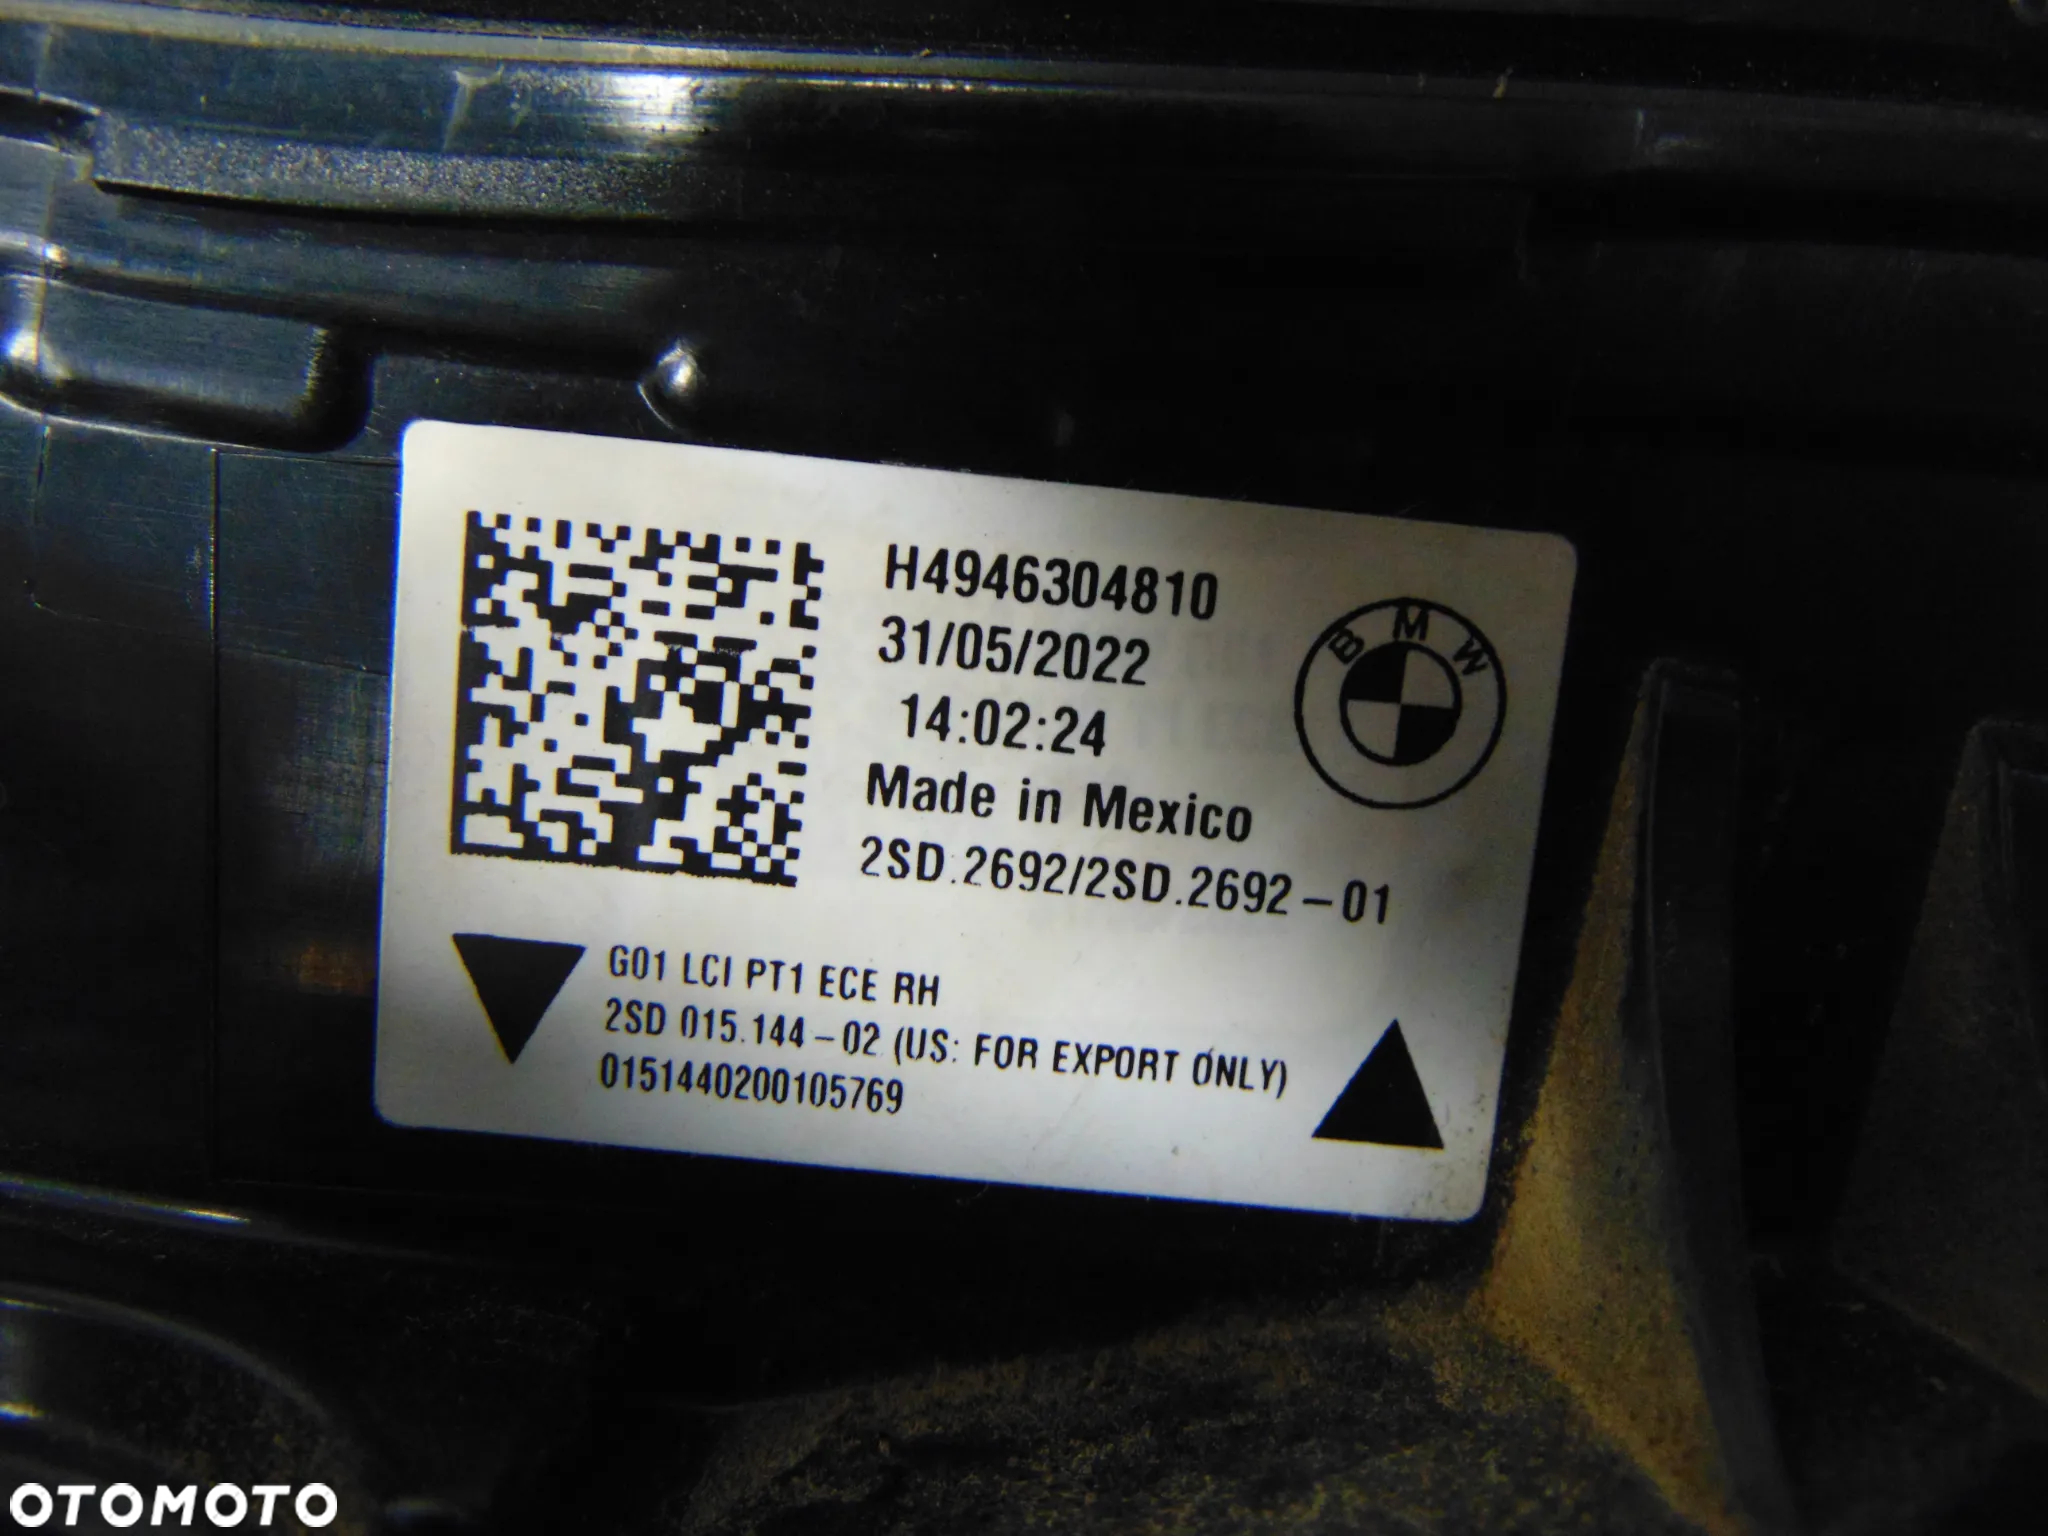 H4946304810
31/05/2022
14:02:24
Made in Mexico
2SD.2692/2SD.2692-01
BMW
G01 LCI PT1 ECE RH
2SD 015.144-02 (US: FOR EXPORT ONLY)
0151440200105769
OTOMOTO